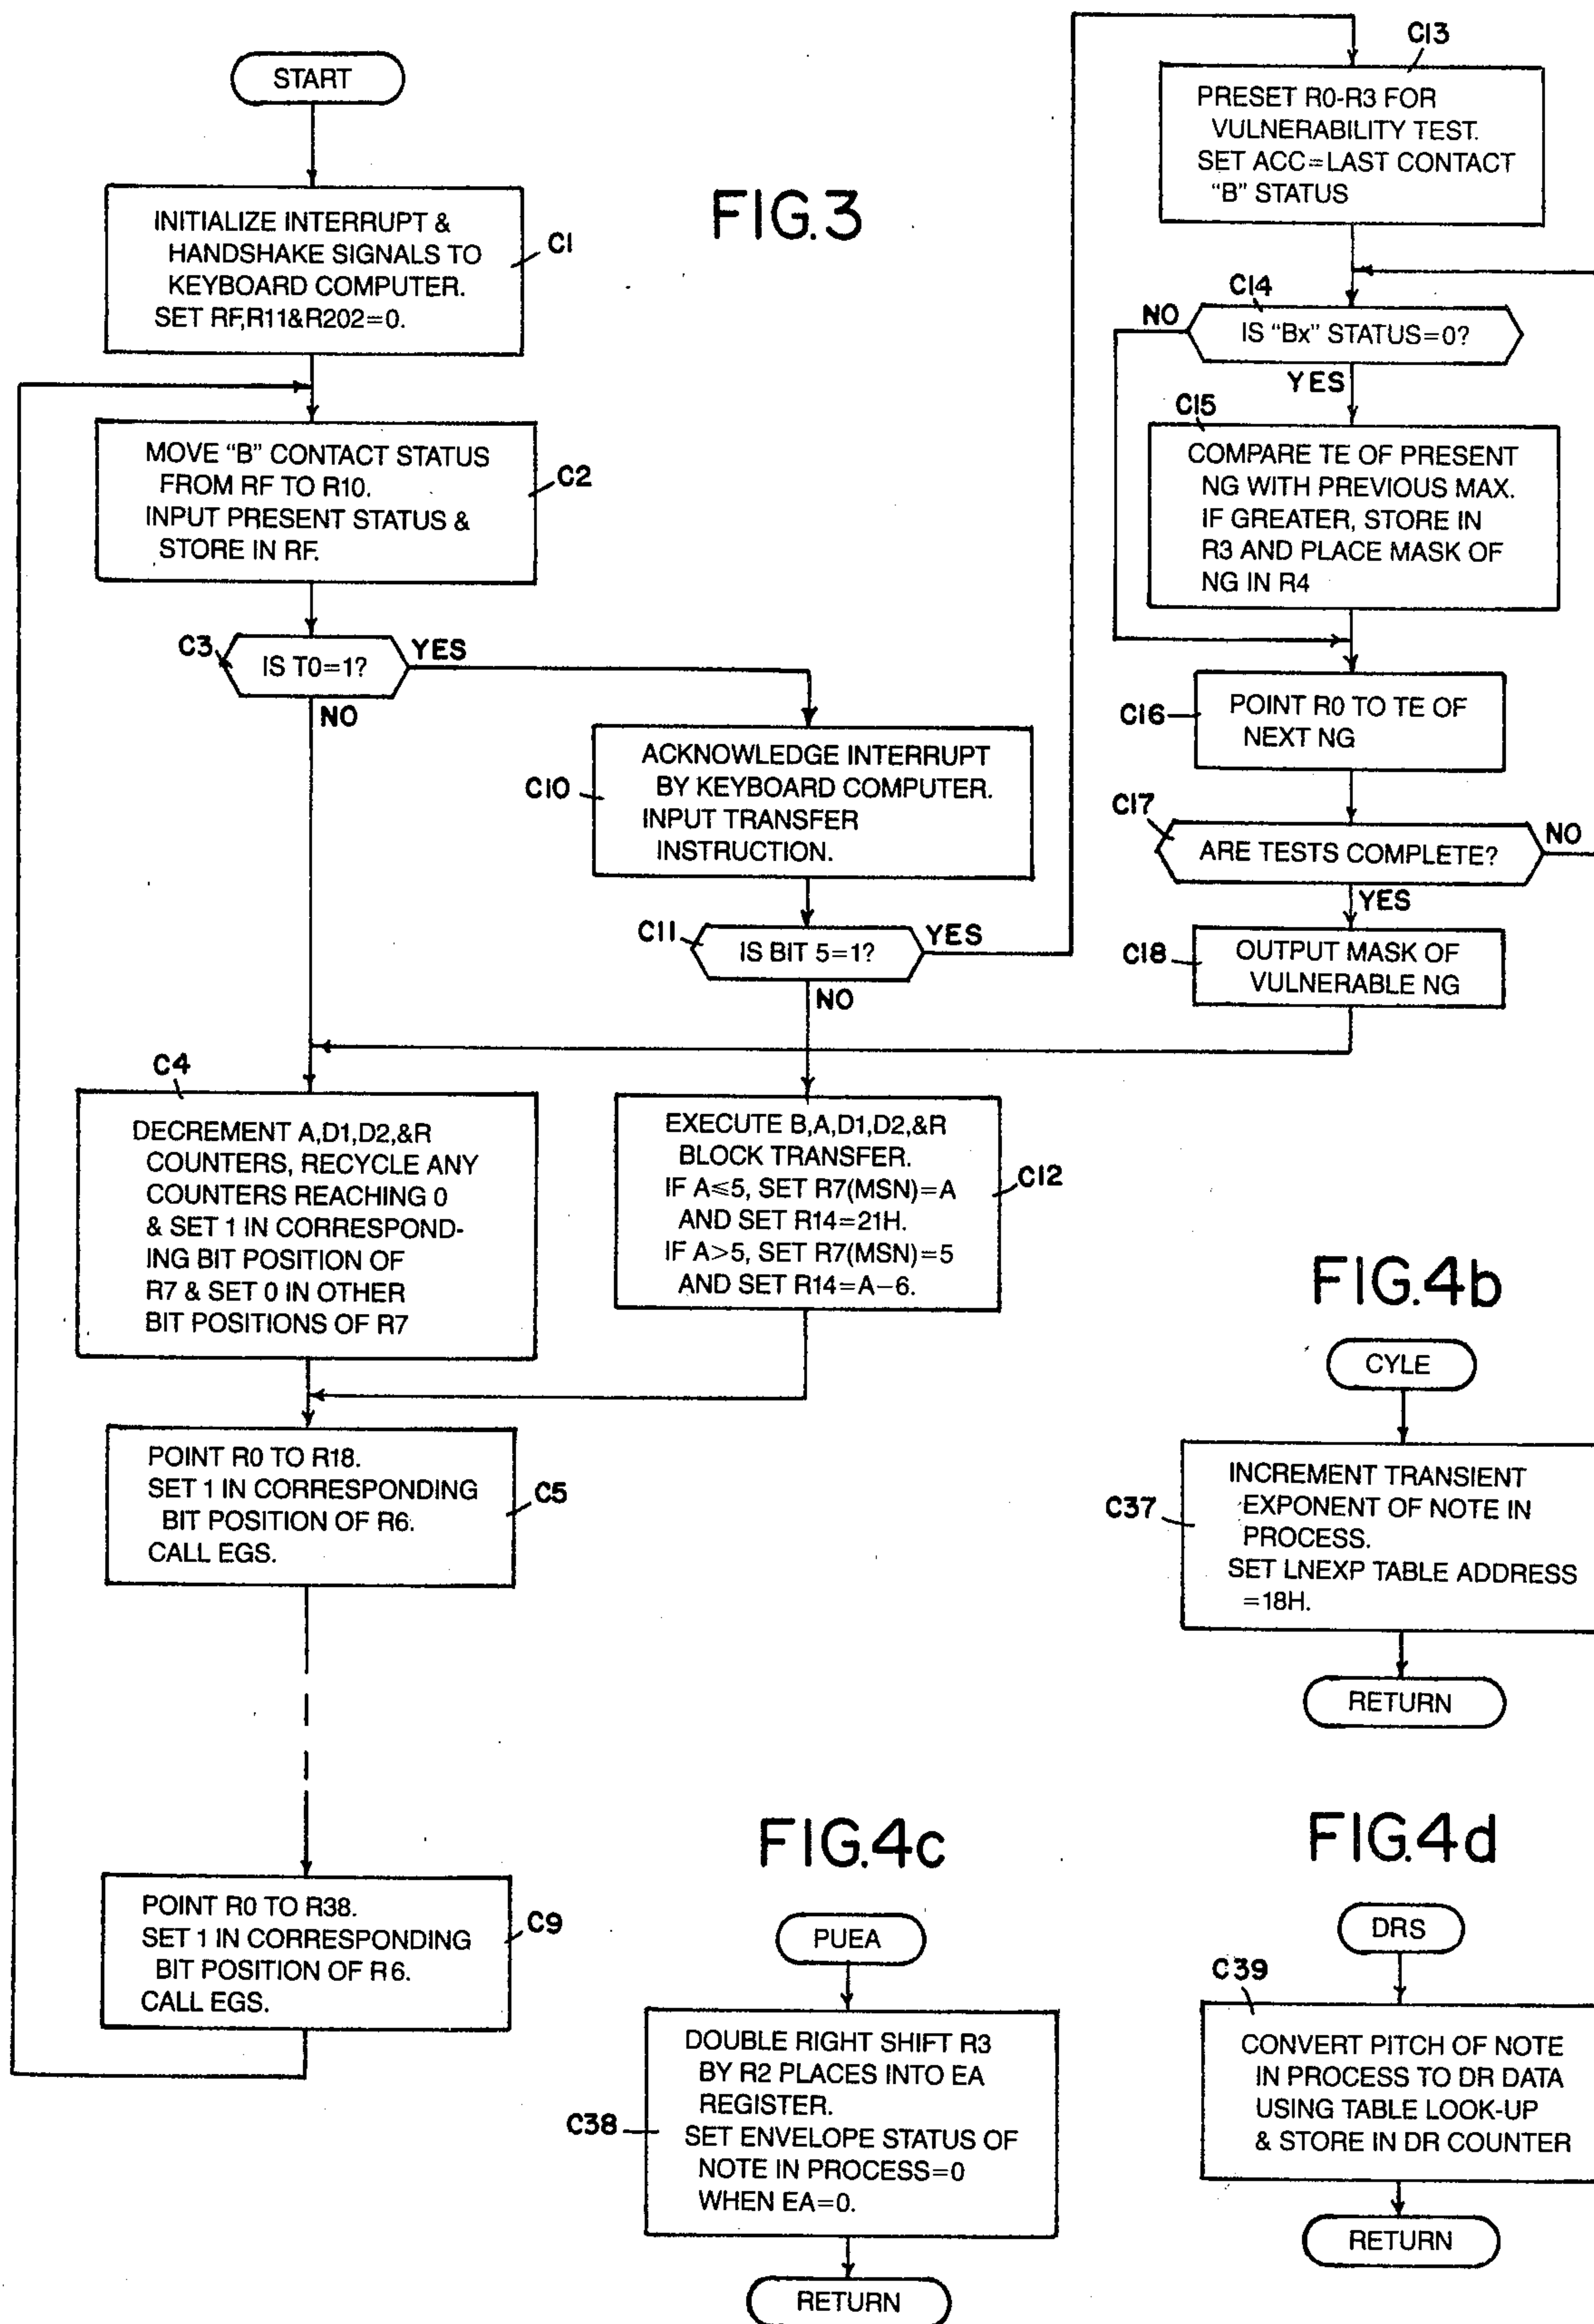 FIG.3
START
INITIALIZE INTERRUPT &
HANDSHAKE SIGNALS TO
KEYBOARD COMPUTER.
SET RF,R11&R202=0.
C1
MOVE "B" CONTACT STATUS
FROM RF TO R10.
INPUT PRESENT STATUS &
STORE IN RF.
C2
C3
IS T0=1?
YES
NO
ACKNOWLEDGE INTERRUPT
BY KEYBOARD COMPUTER.
INPUT TRANSFER
INSTRUCTION.
C10
C11
IS BIT 5=1?
YES
NO
C4
DECREMENT A,D1,D2,&R
COUNTERS, RECYCLE ANY
COUNTERS REACHING 0
& SET 1 IN CORRESPOND-
ING BIT POSITION OF
R7 & SET 0 IN OTHER
BIT POSITIONS OF R7
EXECUTE B,A,D1,D2,&R
BLOCK TRANSFER.
IF A≤5, SET R7(MSN)=A
AND SET R14=21H.
IF A>5, SET R7(MSN)=5
AND SET R14=A-6.
C12
POINT R0 TO R18.
SET 1 IN CORRESPONDING
BIT POSITION OF R6.
CALL EGS.
C5
POINT R0 TO R38.
SET 1 IN CORRESPONDING
BIT POSITION OF R6.
CALL EGS.
C9
C13
PRESET R0-R3 FOR
VULNERABILITY TEST.
SET ACC=LAST CONTACT
"B" STATUS
C14
NO
IS "Bx" STATUS=0?
YES
C15
COMPARE TE OF PRESENT
NG WITH PREVIOUS MAX.
IF GREATER, STORE IN
R3 AND PLACE MASK OF
NG IN R4
C16
POINT R0 TO TE OF
NEXT NG
C17
ARE TESTS COMPLETE?
NO
YES
C18
OUTPUT MASK OF
VULNERABLE NG
FIG.4b
CYLE
C37
INCREMENT TRANSIENT
EXPONENT OF NOTE IN
PROCESS.
SET LNEXP TABLE ADDRESS
=18H.
RETURN
FIG.4c
PUEA
C38
DOUBLE RIGHT SHIFT R3
BY R2 PLACES INTO EA
REGISTER.
SET ENVELOPE STATUS OF
NOTE IN PROCESS=0
WHEN EA=0.
RETURN
FIG.4d
DRS
C39
CONVERT PITCH OF NOTE
IN PROCESS TO DR DATA
USING TABLE LOOK-UP
& STORE IN DR COUNTER
RETURN